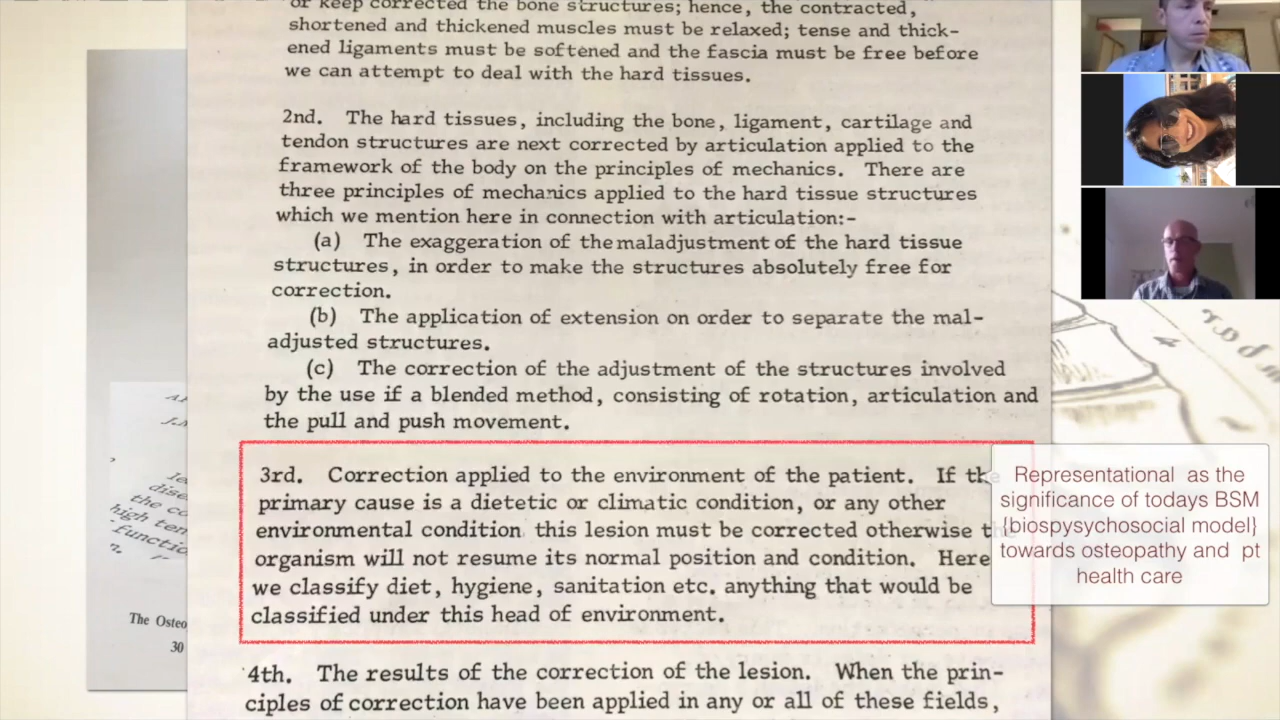 or keep corrected the bone structures; hence, the contracted,
shortened and thickened muscles must be relaxed; tense and thick-
ened ligaments must be softened and the fascia must be free before
we can attempt to deal with the hard tissues.
2nd. The hard tissues, including the bone, ligament, cartilage and
tendon structures are next corrected by articulation applied to the
framework of the body on the principles of mechanics. There are
three principles of mechanics applied to the hard tissue structures
which we mention here in connection with articulation:-
(a) The exaggeration of the maladjustment of the hard tissue
structures, in order to make the structures absolutely free for
correction.
(b) The application of extension on order to separate the mal-
adjusted structures.
(c) The correction of the adjustment of the structures involved
by the use if a blended method, consisting of rotation, articulation and
the pull and push movement.
3rd. Correction applied to the environment of the patient. If the
primary cause is a dietetic or climatic condition, or any other
environmental condition this lesion must be corrected otherwise the
organism will not resume its normal position and condition. Here
we classify diet, hygiene, sanitation etc. anything that would be
classified under this head of environment.
4th. The results of the correction of the lesion. When the prin-
ciples of correction have been applied in any or all of these fields,
Representational as the
significance of todays BSM
{biospysychosocial model}
towards osteopathy and pt
health care
high ten
The Osteo
30